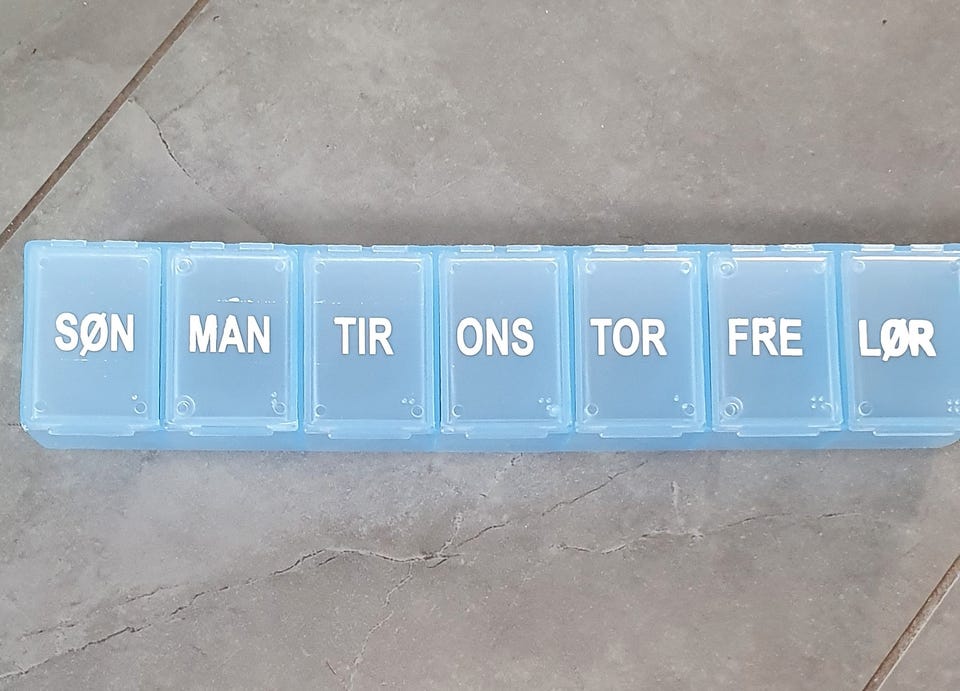 SØN MAN TIR ONS TOR FRE LØR